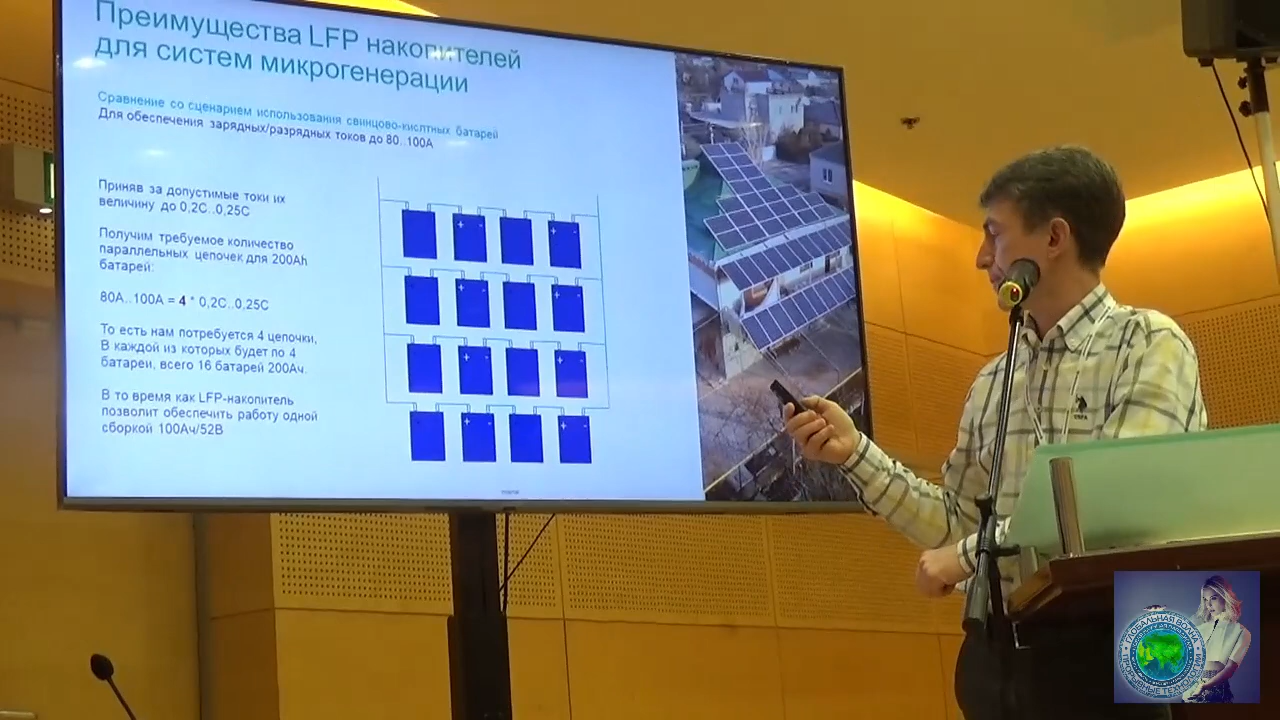 Преимущества LFP накопителей
для систем микрогенерации
Сравнение со сценарием использования свинцово-кислтных батарей
Для обеспечения зарядных/разрядных токов до 80..100А
Приняв за допустимые токи их
величину до 0,2С..0,25С
Получим требуемое количество
параллельных цепочек для 200Ah
батарей:
80А..100А = 4 * 0,2С..0,25С
То есть нам потребуется 4 цепочки,
В каждой из которых будет по 4
батареи, всего 16 батарей 200Ач.
В то время как LFP-накопитель
позволит обеспечить работу одной
сборкой 100Ач/52В
+ - + -
+ - + -
+ - + -
+ - + -
ГЛОБАЛЬНАЯ ВОЛНА
ПРОРЫВНЫЕ ТЕХНОЛОГИИ